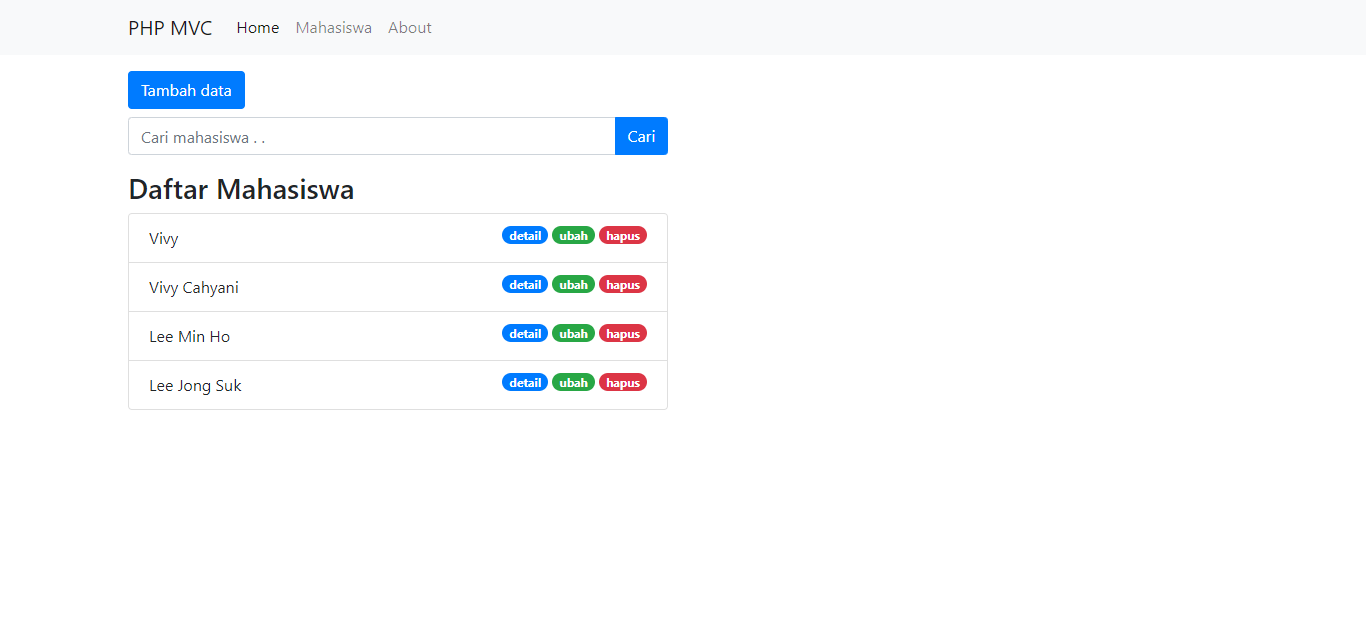 PHP MVC Home Mahasiswa About
Tambah data
Cari mahasiswa . . Cari
Daftar Mahasiswa
Vivy detail ubah hapus
Vivy Cahyani detail ubah hapus
Lee Min Ho detail ubah hapus
Lee Jong Suk detail ubah hapus